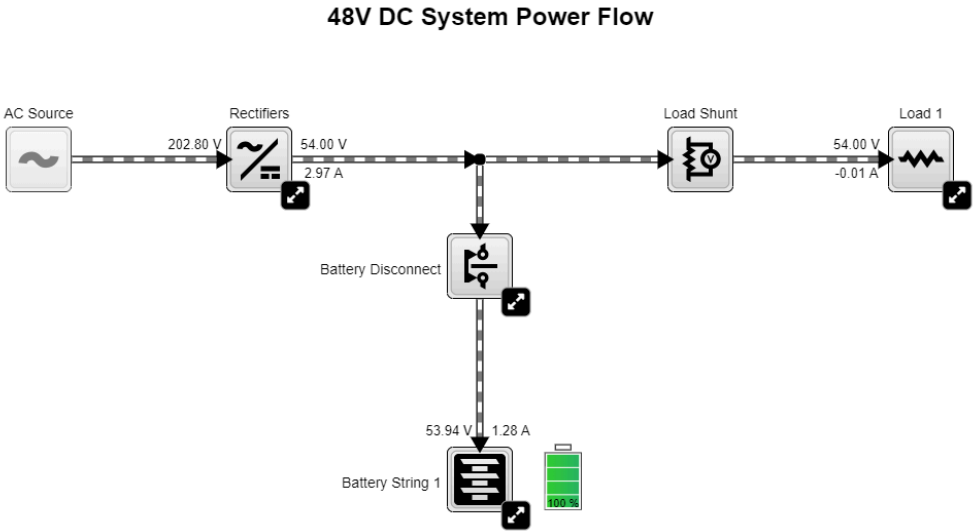 48V DC System Power Flow
AC Source
Rectifiers
Load Shunt
Load 1
202.80 V
54.00 V
54.00 V
2.97 A
-0.01 A
V
Battery Disconnect
53.94 V
1.28 A
Battery String 1
100 %